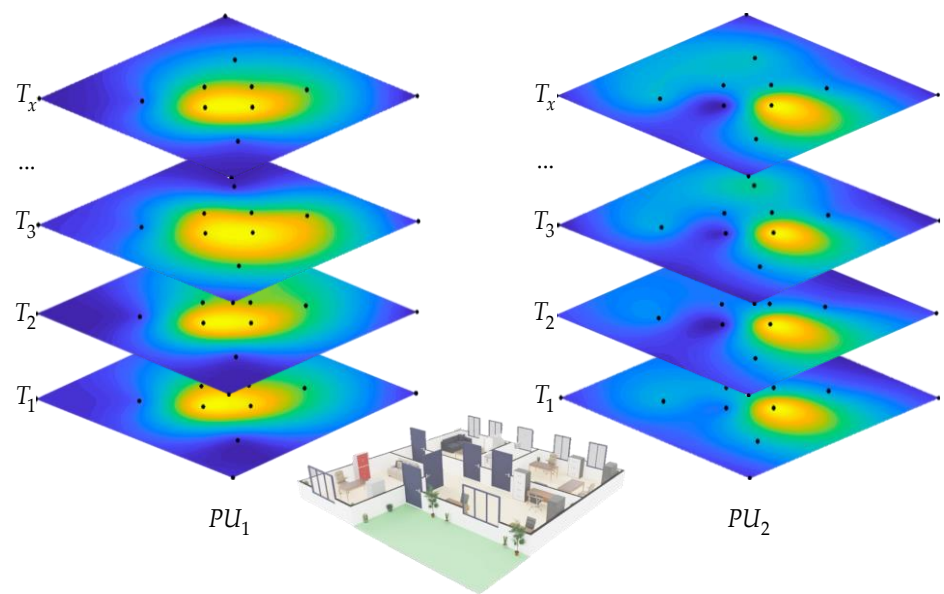 T_x T_x
... ...
T_3 T_3
T_2 T_2
T_1 T_1
PU_1 PU_2